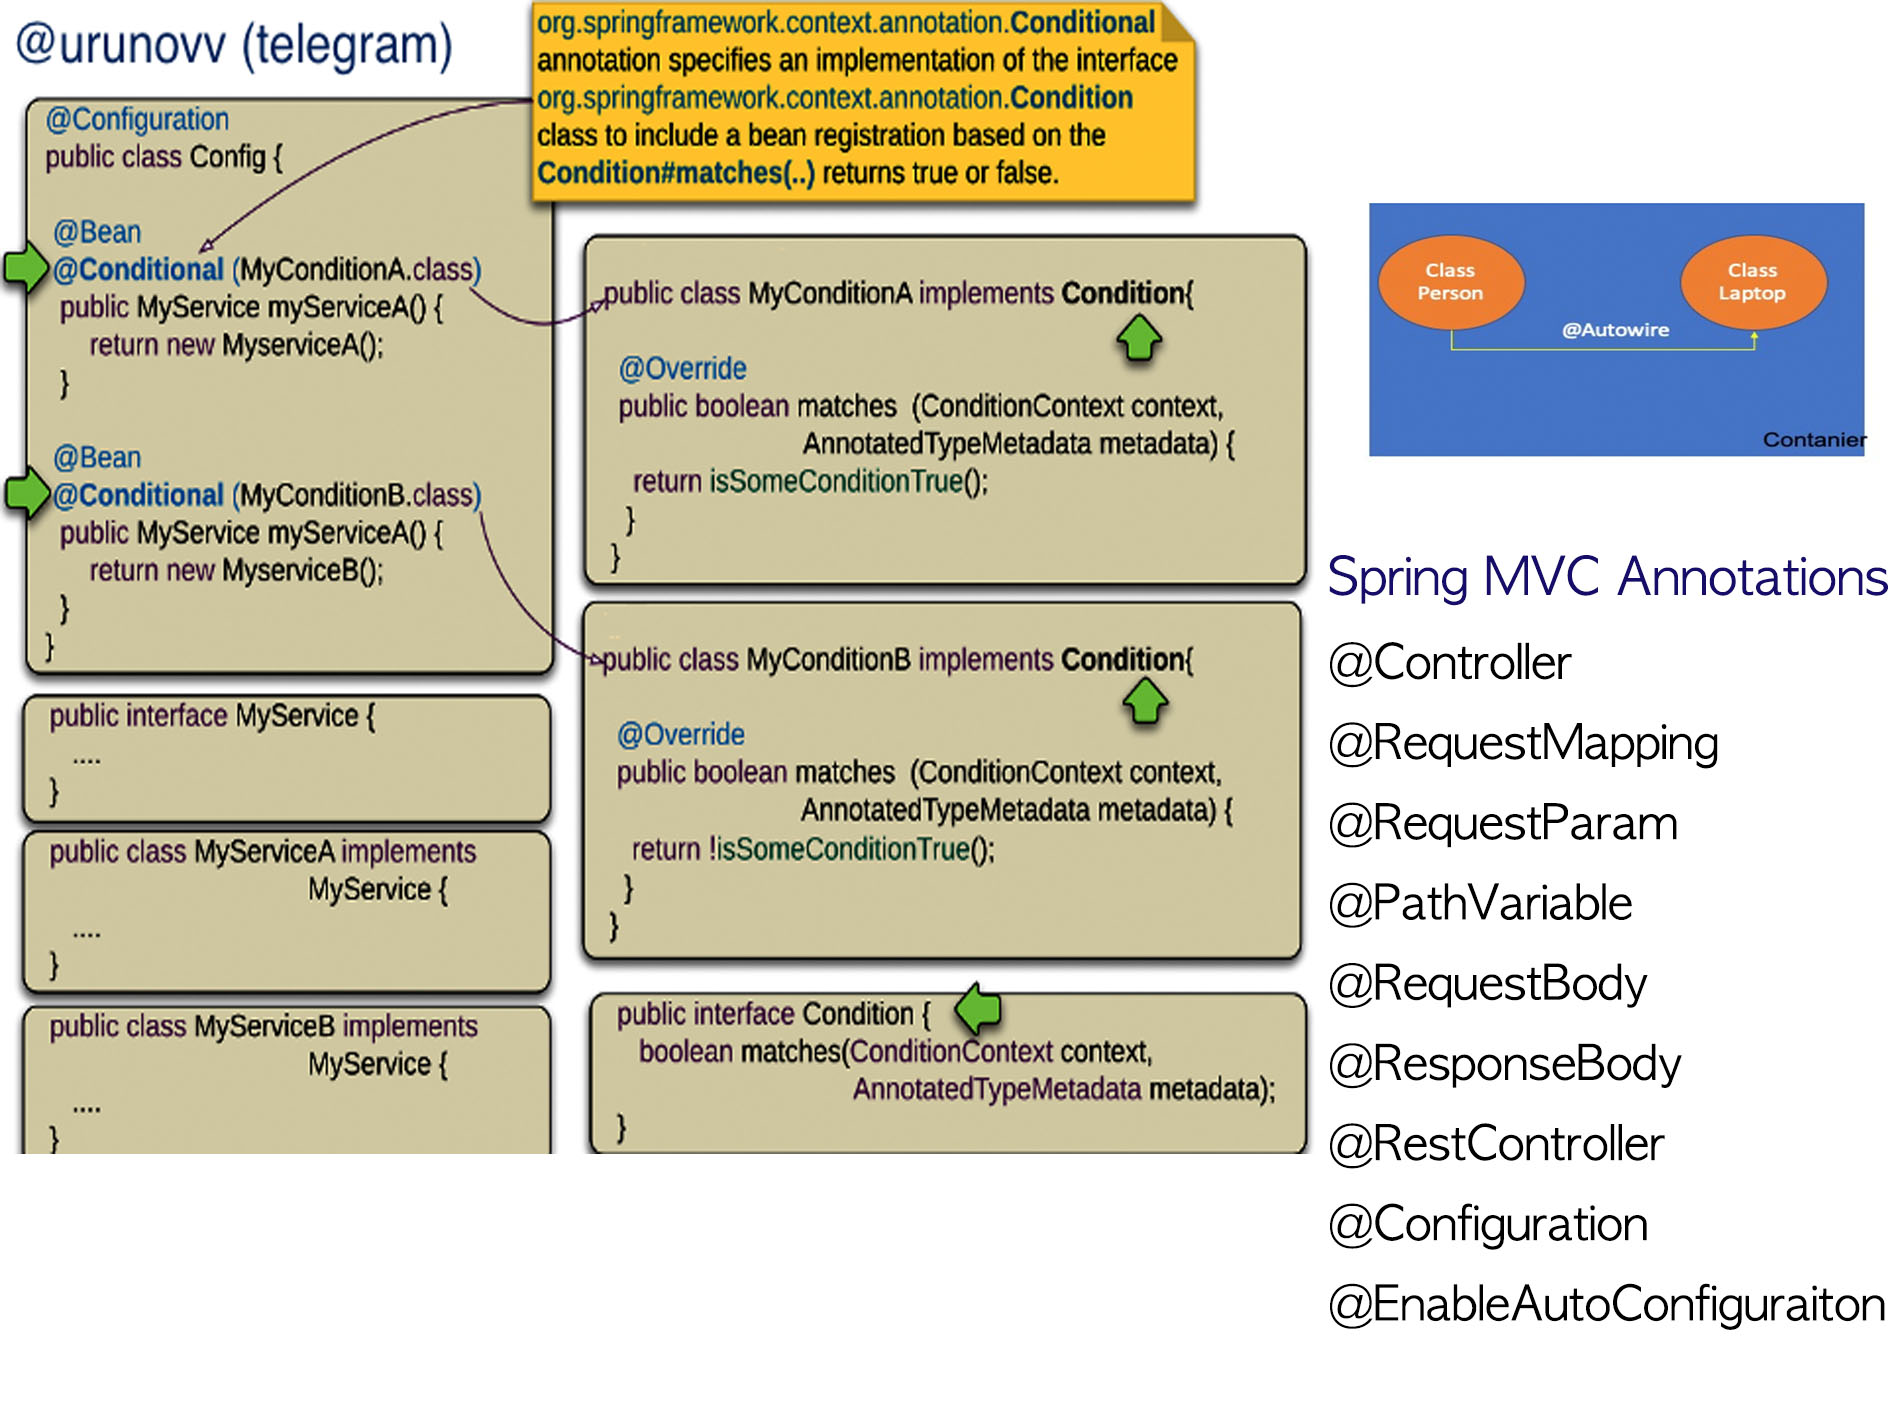 @urunovv (telegram)
org.springframework.context.annotation.Conditional
annotation specifies an implementation of the interface
org.springframework.context.annotation.Condition
class to include a bean registration based on the
Condition#matches(..) returns true or false.
@Configuration
public class Config {
@Bean
@Conditional (MyConditionA.class)
public MyService myServiceA() {
return new MyserviceA();
}
@Bean
@Conditional (MyConditionB.class)
public MyService myServiceA() {
return new MyserviceB();
}
}
public interface MyService {
....
}
public class MyServiceA implements
MyService {
....
}
public class MyServiceB implements
MyService {
....
}
public class MyConditionA implements Condition{
@Override
public boolean matches (ConditionContext context,
AnnotatedTypeMetadata metadata) {
return isSomeConditionTrue();
}
}
public class MyConditionB implements Condition{
@Override
public boolean matches (ConditionContext context,
AnnotatedTypeMetadata metadata) {
return !isSomeConditionTrue();
}
}
public interface Condition {
boolean matches(ConditionContext context,
AnnotatedTypeMetadata metadata);
}
Class
Person
Class
Laptop
@Autowire
Contanier
Spring MVC Annotations
@Controller
@RequestMapping
@RequestParam
@PathVariable
@RequestBody
@ResponseBody
@RestController
@Configuration
@EnableAutoConfiguraiton